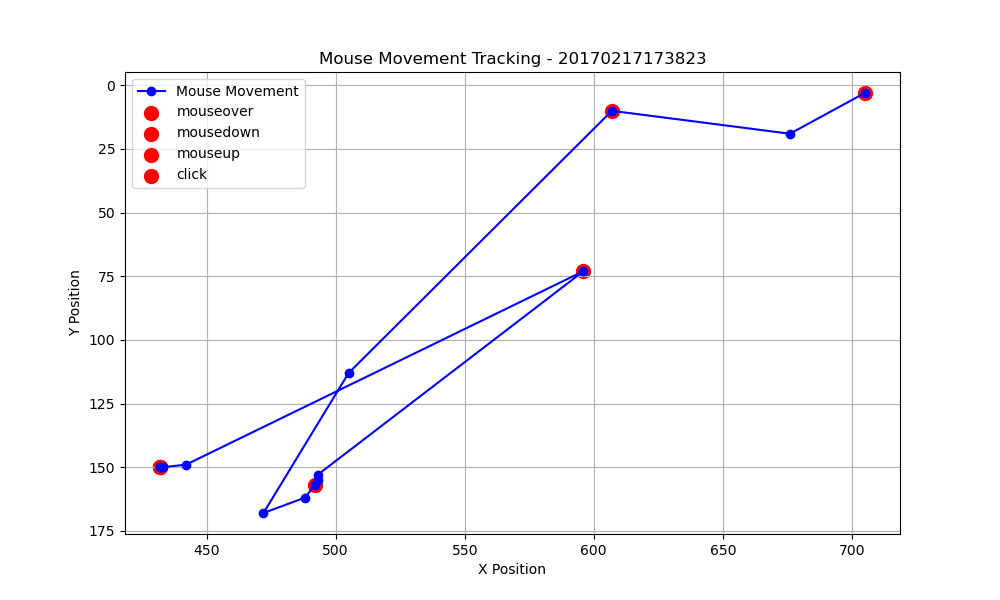 Mouse Movement Tracking - 20170217173823
Mouse Movement
mouseover
mousedown
mouseup
click
Y Position
0
25
50
75
100
125
150
175
450
500
550
600
650
700
X Position